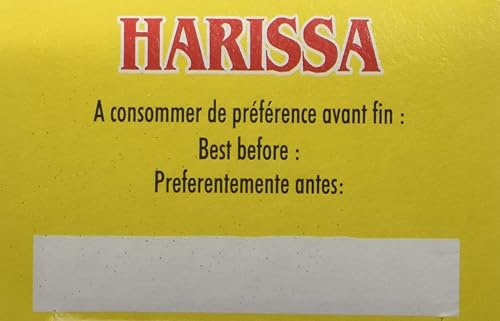 HARISSA
A consommer de préférence avant fin :
Best before :
Preferentemente antes: